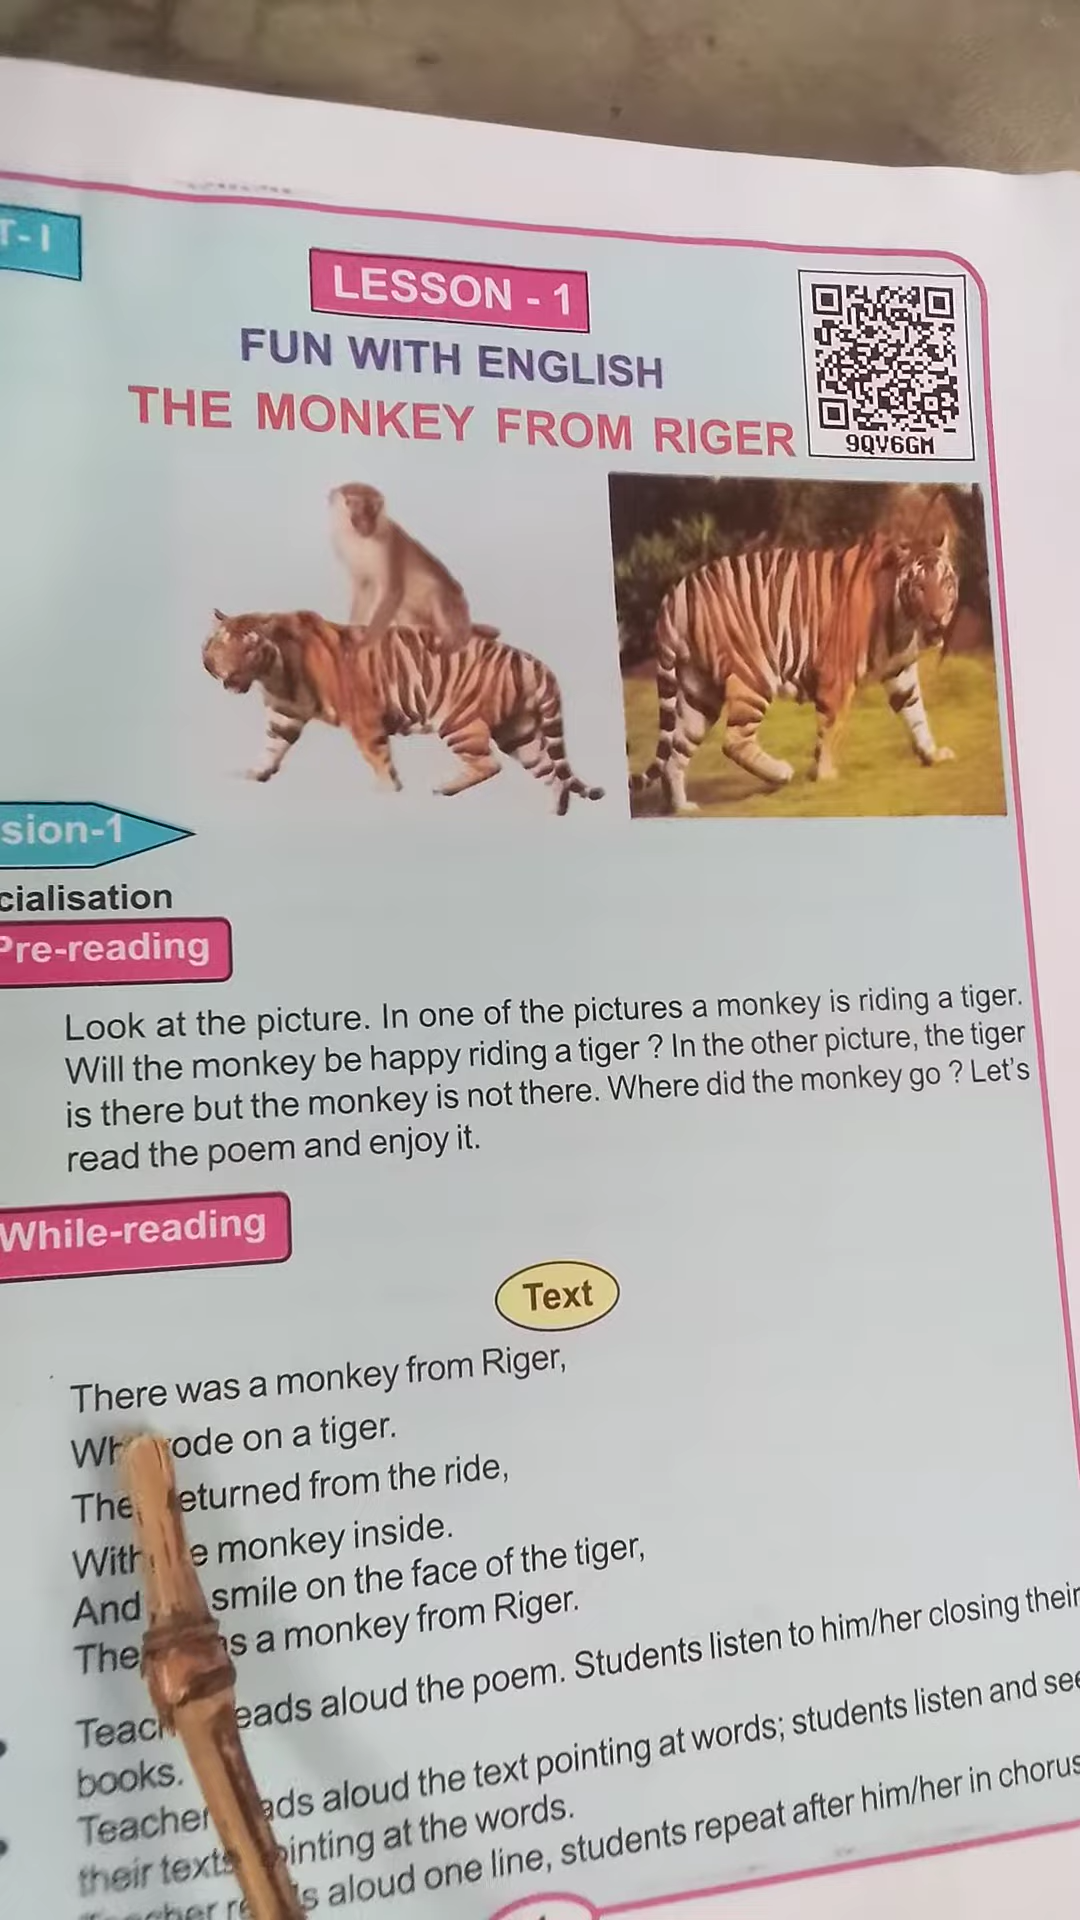 T-I
LESSON - 1
FUN WITH ENGLISH
THE MONKEY FROM RIGER
9QV6GM
sion-1
cialisation
Pre-reading
Look at the picture. In one of the pictures a monkey is riding a tiger.
Will the monkey be happy riding a tiger ? In the other picture, the tiger
is there but the monkey is not there. Where did the monkey go ? Let's
read the poem and enjoy it.
While-reading
Text
There was a monkey from Riger,
ode on a tiger.
The eturned from the ride,
With e monkey inside.
And smile on the face of the tiger,
The s a monkey from Riger.
Teac eads aloud the poem. Students listen to him/her closing their
books.
Teacher ads aloud the text pointing at words; students listen and see
their texts inting at the words.
s aloud one line, students repeat after him/her in chorus